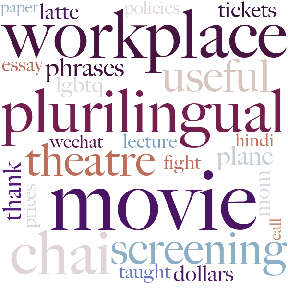 paper latte policies tickets
workplace
essay phrases useful
lgbtq
plurilingual
wechat lecture hindi
theatre fight planc
thank prices mom
movie call
chai screening
taught dollars